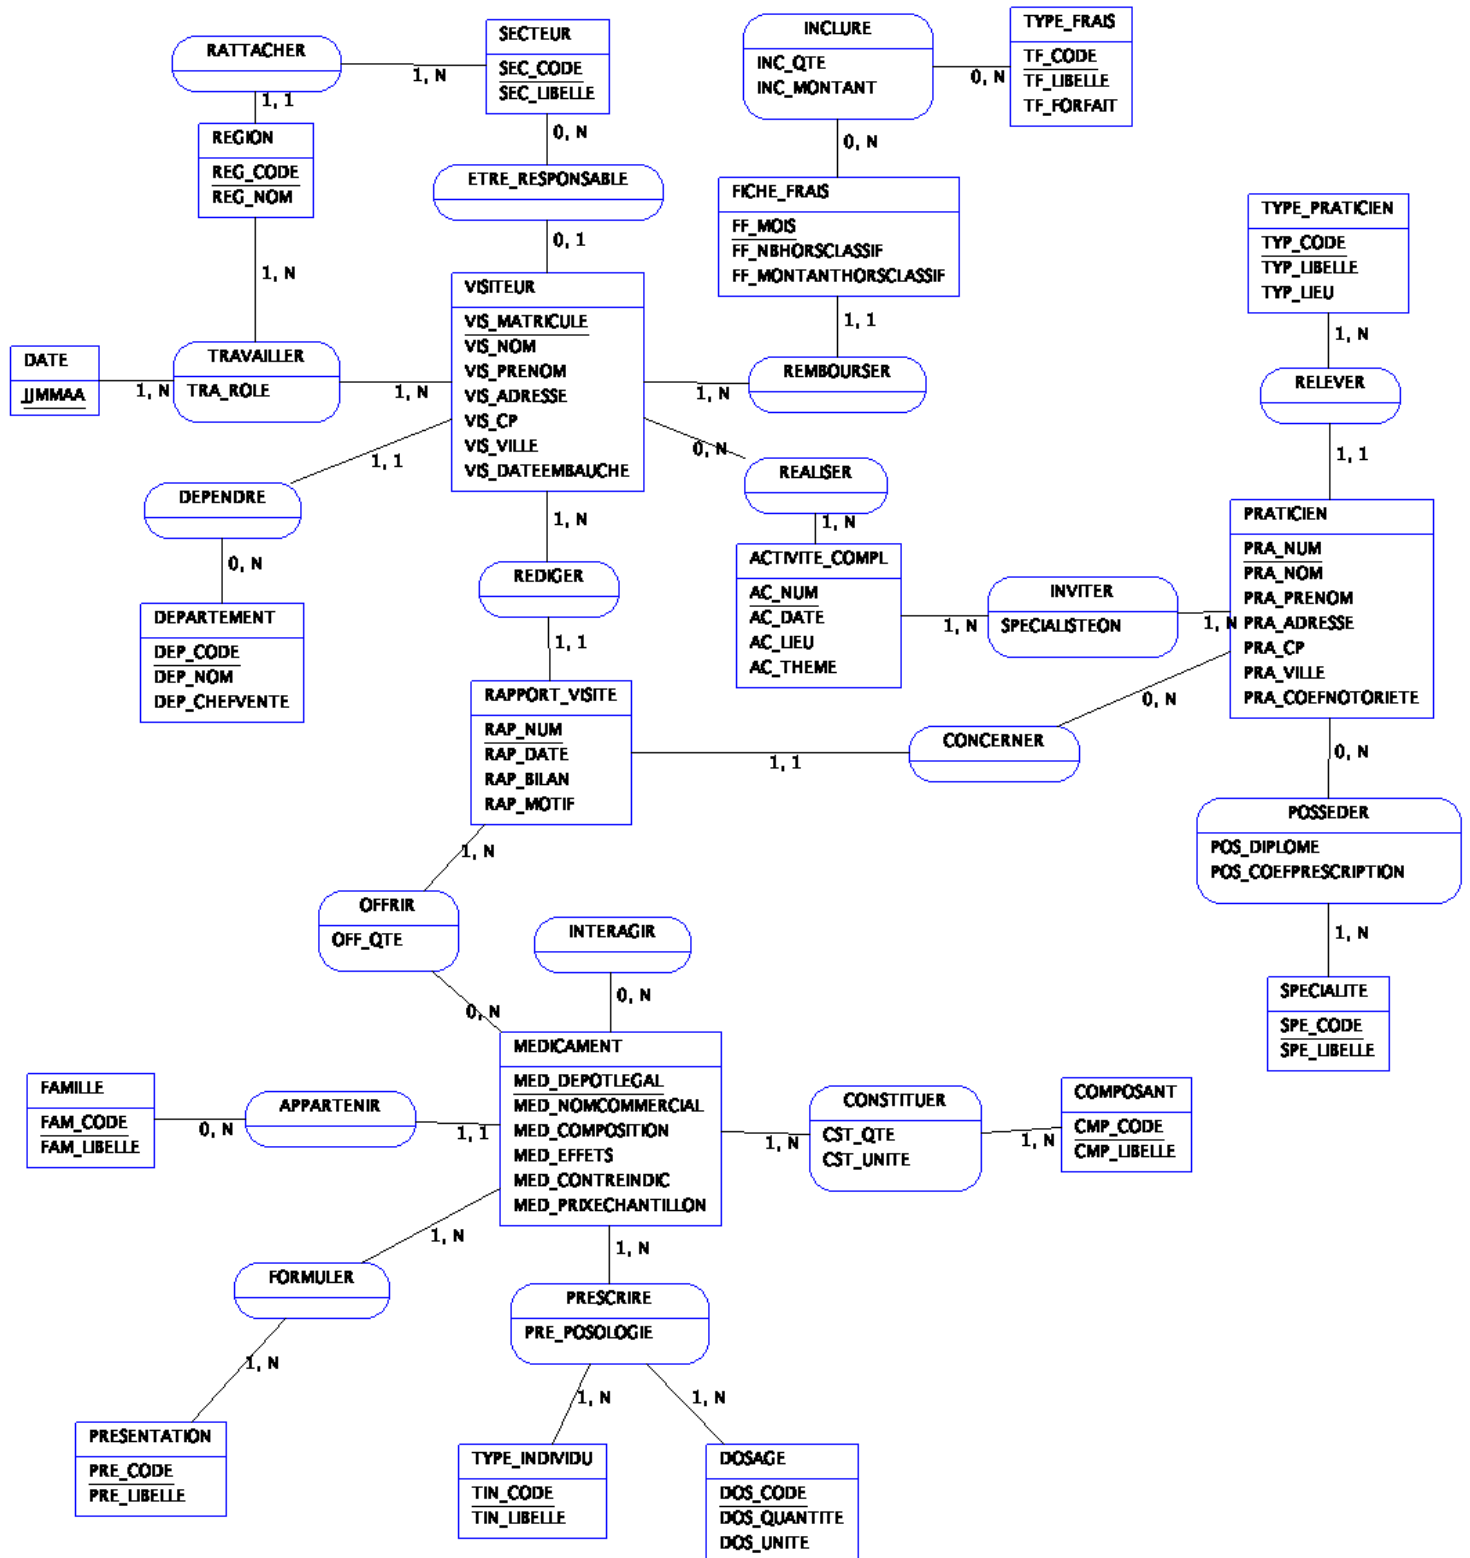 RATTACHER
1, N
1, 1
SECTEUR
SEC_CODE
SEC_LIBELLE
0, N
INCLURE
INC_QTE
INC_MONTANT
0, N
0, N
TYPE_FRAIS
TF_CODE
TF_LIBELLE
TF_FORFAIT
REGION
REG_CODE
REG_NOM
1, N
ETRE_RESPONSABLE
0, 1
FICHE_FRAIS
FF_MOIS
FF_NBHORSCLASSIF
FF_MONTANTHORSCLASSIF
1, 1
TYPE_PRATICIEN
TYP_CODE
TYP_LIBELLE
TYP_LIEU
1, N
DATE
JJMMAA
1, N
TRAVAILLER
TRA_ROLE
1, N
VISITEUR
VIS_MATRICULE
VIS_NOM
VIS_PRENOM
VIS_ADRESSE
VIS_CP
VIS_VILLE
VIS_DATEEMBAUCHE
1, N
REMBOURSER
RELEVER
1, 1
1, 1
0, N
REALISER
1, N
DEPENDRE
0, N
1, N
REDIGER
1, 1
DEPARTEMENT
DEP_CODE
DEP_NOM
DEP_CHEFVENTE
ACTIVITE_COMPL
AC_NUM
AC_DATE
AC_LIEU
AC_THEME
1, N
INVITER
SPECIALISTEON
1, N
PRATICIEN
PRA_NUM
PRA_NOM
PRA_PRENOM
PRA_ADRESSE
PRA_CP
PRA_VILLE
PRA_COEFNOTORIETE
0, N
0, N
RAPPORT_VISITE
RAP_NUM
RAP_DATE
RAP_BILAN
RAP_MOTIF
1, 1
CONCERNER
POSSEDER
POS_DIPLOME
POS_COEFPRESCRIPTION
1, N
1, N
OFFRIR
OFF_QTE
0, N
INTERAGIR
0, N
SPECIALITE
SPE_CODE
SPE_LIBELLE
FAMILLE
FAM_CODE
FAM_LIBELLE
0, N
APPARTENIR
1, 1
MEDICAMENT
MED_DEPOTLEGAL
MED_NOMCOMMERCIAL
MED_COMPOSITION
MED_EFFETS
MED_CONTREINDIC
MED_PRIXECHANTILLON
1, N
CONSTITUER
CST_QTE
CST_UNITE
1, N
COMPOSANT
CMP_CODE
CMP_LIBELLE
1, N
1, N
FORMULER
1, N
PRESCRIRE
PRE_POSOLOGIE
1, N
1, N
PRESENTATION
PRE_CODE
PRE_LIBELLE
TYPE_INDIVIDU
TIN_CODE
TIN_LIBELLE
DOSAGE
DOS_CODE
DOS_QUANTITE
DOS_UNITE